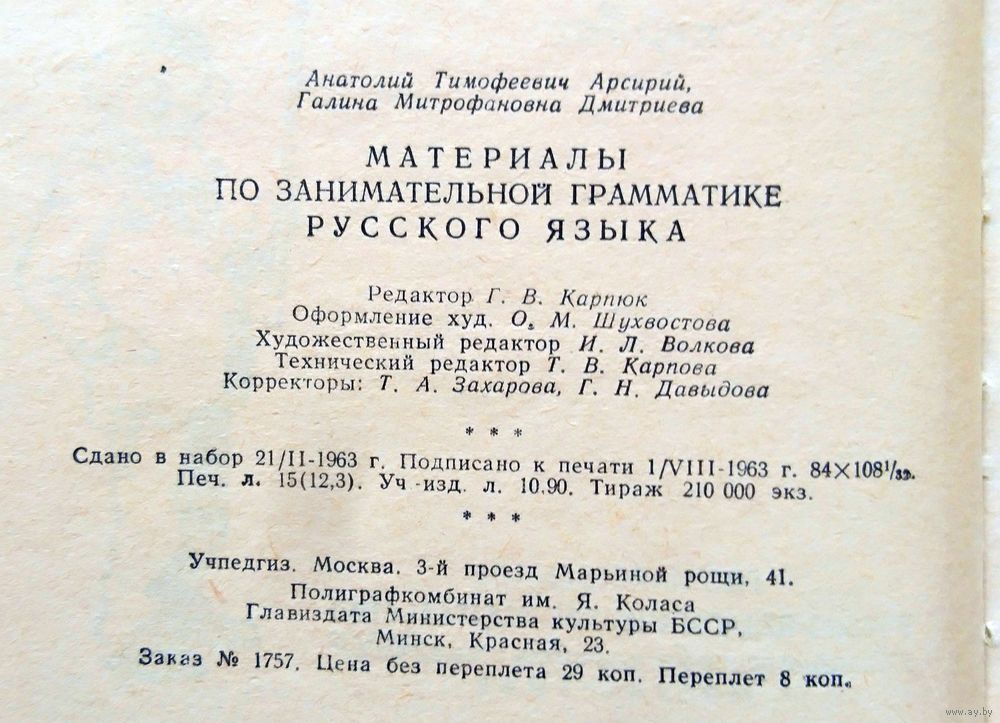 Анатолий Тимофеевич Арсирий,
Галина Митрофановна Дмитриева
МАТЕРИАЛЫ
ПО ЗАНИМАТЕЛЬНОЙ ГРАММАТИКЕ
РУССКОГО ЯЗЫКА
Редактор Г. В. Карпюк
Оформление худ. О. М. Шухвостова
Художественный редактор И. Л. Волкова
Технический редактор Т. В. Карпова
Корректоры: Т. А. Захарова, Г. Н. Давыдова
* * *
Сдано в набор 21/II-1963 г. Подписано к печати 1/VIII-1963 г. 84×108¹/₃₂.
Печ. л. 15(12,3). Уч-изд. л. 10,90. Тираж 210 000 экз.
* * *
Учпедгиз. Москва. 3-й проезд Марьиной рощи, 41.
Полиграфкомбинат им. Я. Коласа
Главиздата Министерства культуры БССР,
Минск, Красная, 23.
Заказ № 1757. Цена без переплета 29 коп. Переплет 8 коп.
www.ay.by